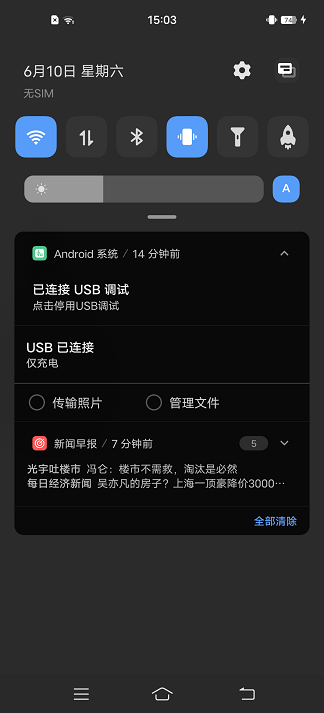 15:03
74
6月10日 星期六
无SIM
A
Android 系统 / 14 分钟前
已连接 USB 调试
点击停用USB调试
USB 已连接
仅充电
传输照片
管理文件
新闻早报 / 7 分钟前
5
光宇吐楼市 冯仑：楼市不需救，淘汰是必然
每日经济新闻 吴亦凡的房子？上海一顶豪降价3000…
全部清除